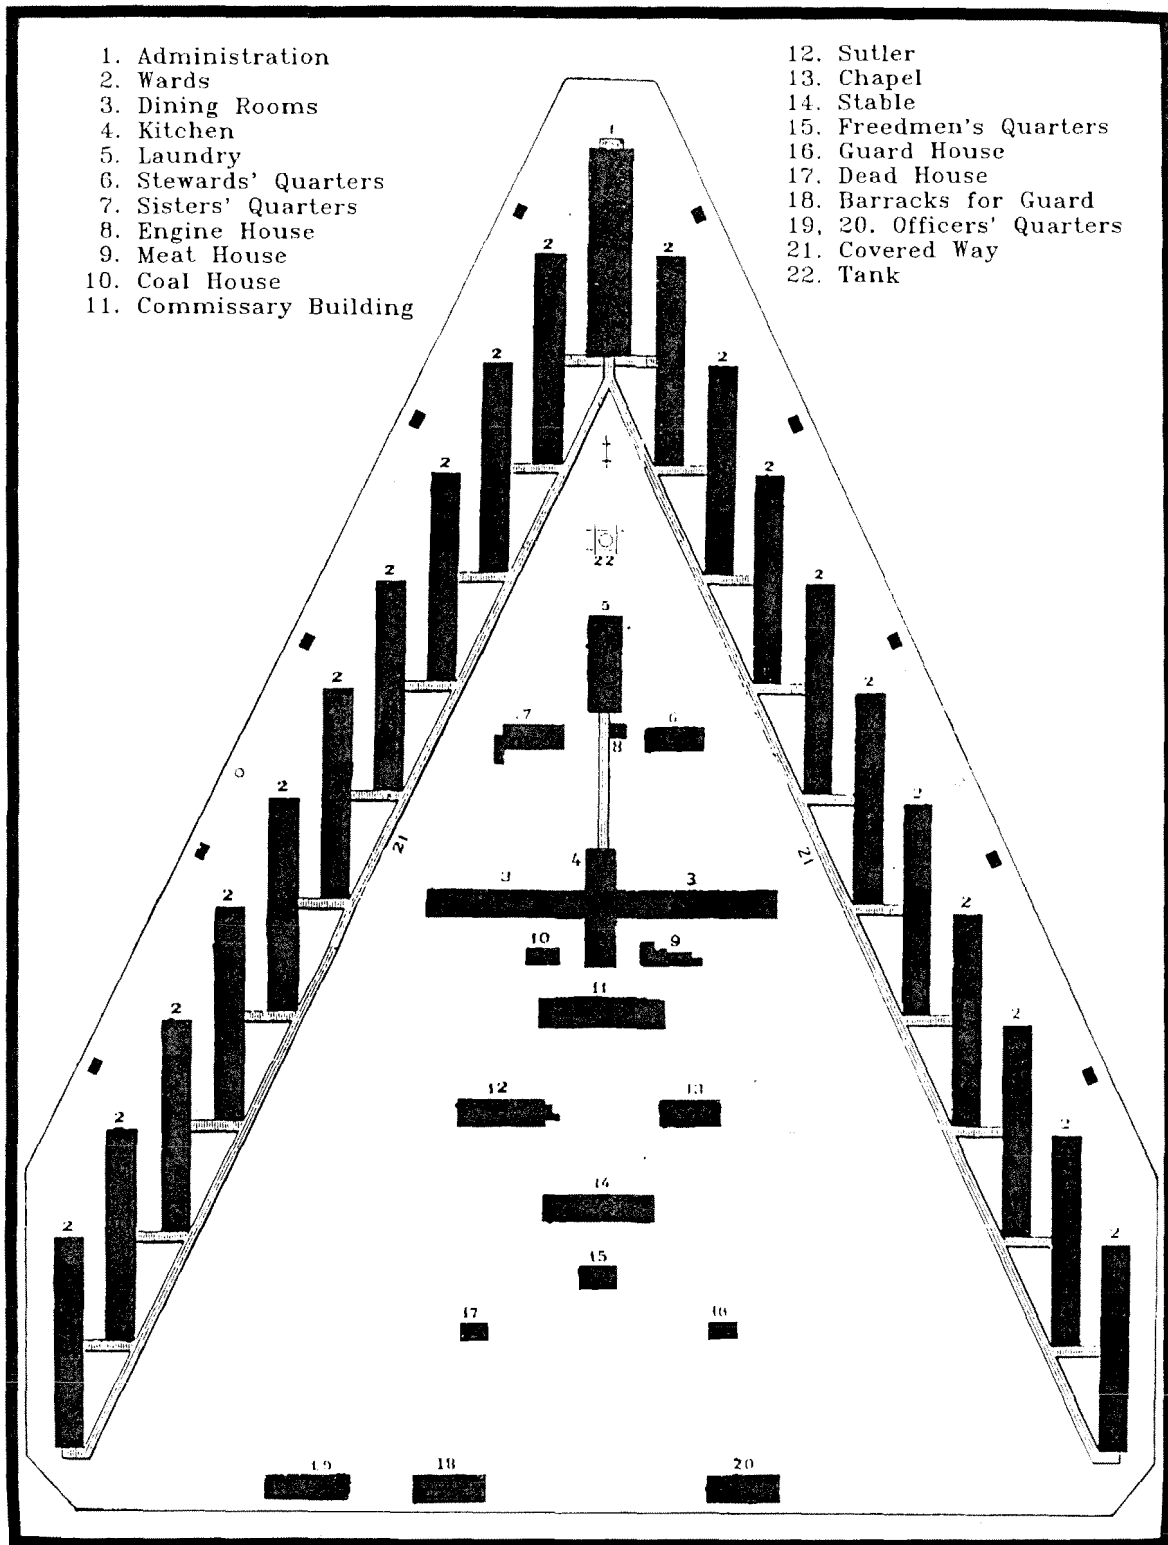 1. Administration
2. Wards
3. Dining Rooms
4. Kitchen
5. Laundry
6. Stewards' Quarters
7. Sisters' Quarters
8. Engine House
9. Meat House
10. Coal House
11. Commissary Building
12. Sutler
13. Chapel
14. Stable
15. Freedmen's Quarters
16. Guard House
17. Dead House
18. Barracks for Guard
19, 20. Officers' Quarters
21. Covered Way
22. Tank
1
2 2
2 2
2 2
22
2 2
5
2 2
7 6
8
2 2
21 21
4
3 3
2 2
10 9
11
2 2
12 13
2 2
14
2 2
15
17 16
19 18 20